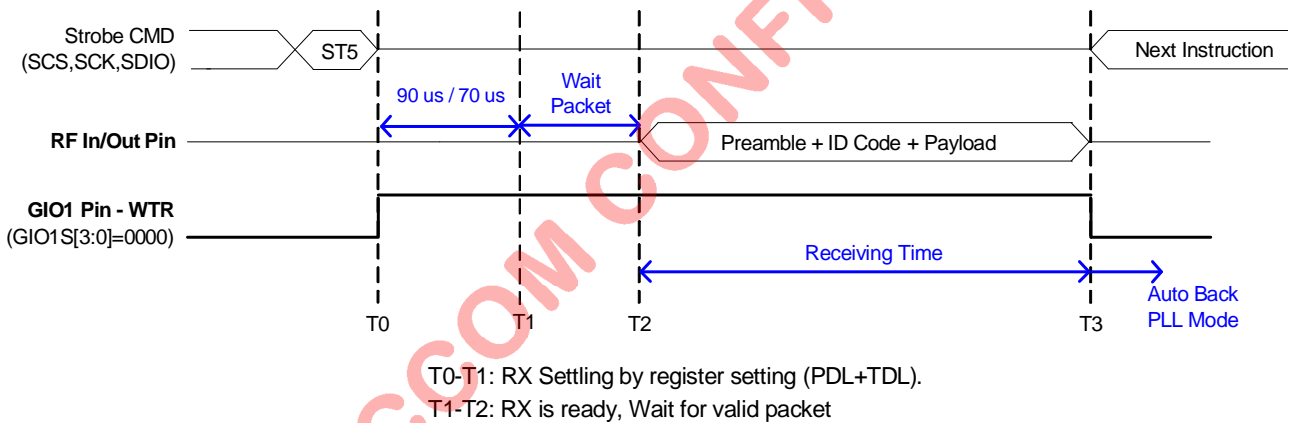 Strobe CMD
(SCS,SCK,SDIO)
ST5
Next Instruction
90 us / 70 us
Wait
Packet
RF In/Out Pin
Preamble + ID Code + Payload
GIO1 Pin - WTR
(GIO1S[3:0]=0000)
Receiving Time
Auto Back
PLL Mode
T0
T1
T2
T3
T0-T1: RX Settling by register setting (PDL+TDL).
T1-T2: RX is ready, Wait for valid packet
CCOM CONF